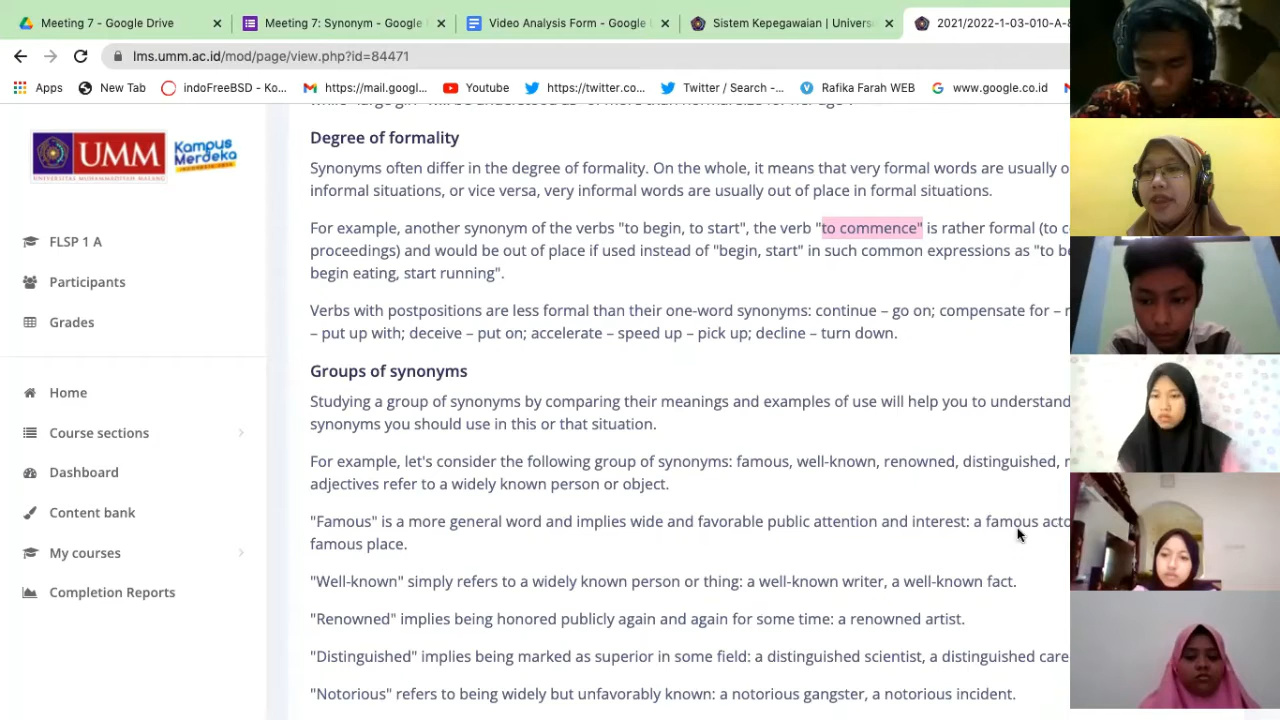 Meeting 7 - Google Drive
Meeting 7: Synonym - Google
Video Analysis Form - Google
Sistem Kepegawaian | Univers
2021/2022-1-03-010-A-
lms.umm.ac.id/mod/page/view.php?id=84471
Apps
New Tab
indoFreeBSD - Ko...
https://mail.googl...
Youtube
https://twitter.co...
Twitter / Search -...
Rafika Farah WEB
www.google.co.id
UMM
Kampus
Merdeka
FLSP 1 A
Participants
Grades
Home
Course sections
Dashboard
Content bank
My courses
Completion Reports
Degree of formality
Synonyms often differ in the degree of formality. On the whole, it means that very formal words are usually
informal situations, or vice versa, very informal words are usually out of place in formal situations.
For example, another synonym of the verbs "to begin, to start", the verb "to commence" is rather formal (to
proceedings) and would be out of place if used instead of "begin, start" in such common expressions as "to
begin eating, start running".
Verbs with postpositions are less formal than their one-word synonyms: continue – go on; compensate for –
– put up with; deceive – put on; accelerate – speed up – pick up; decline – turn down.
Groups of synonyms
Studying a group of synonyms by comparing their meanings and examples of use will help you to understand
synonyms you should use in this or that situation.
For example, let's consider the following group of synonyms: famous, well-known, renowned, distinguished,
adjectives refer to a widely known person or object.
"Famous" is a more general word and implies wide and favorable public attention and interest: a famous
famous place.
"Well-known" simply refers to a widely known person or thing: a well-known writer, a well-known fact.
"Renowned" implies being honored publicly again and again for some time: a renowned artist.
"Distinguished" implies being marked as superior in some field: a distinguished scientist, a distinguished
"Notorious" refers to being widely but unfavorably known: a notorious gangster, a notorious incident.